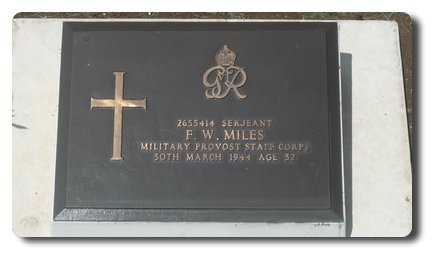 GR
2655414 SERJEANT
F. W. MILES
MILITARY PROVOST STAFF CORPS
30TH MARCH 1944 AGE 32